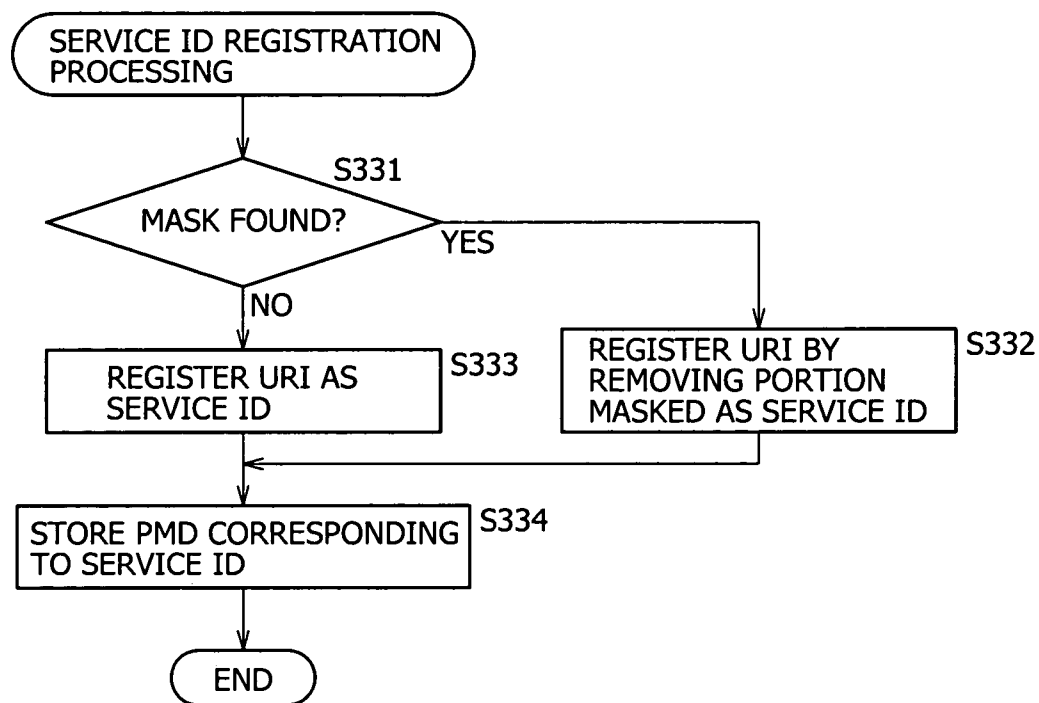 SERVICE ID REGISTRATION
PROCESSING
S331
MASK FOUND?
YES
NO
REGISTER URI AS
SERVICE ID
S333
REGISTER URI BY
REMOVING PORTION
MASKED AS SERVICE ID
S332
STORE PMD CORRESPONDING
TO SERVICE ID
S334
END